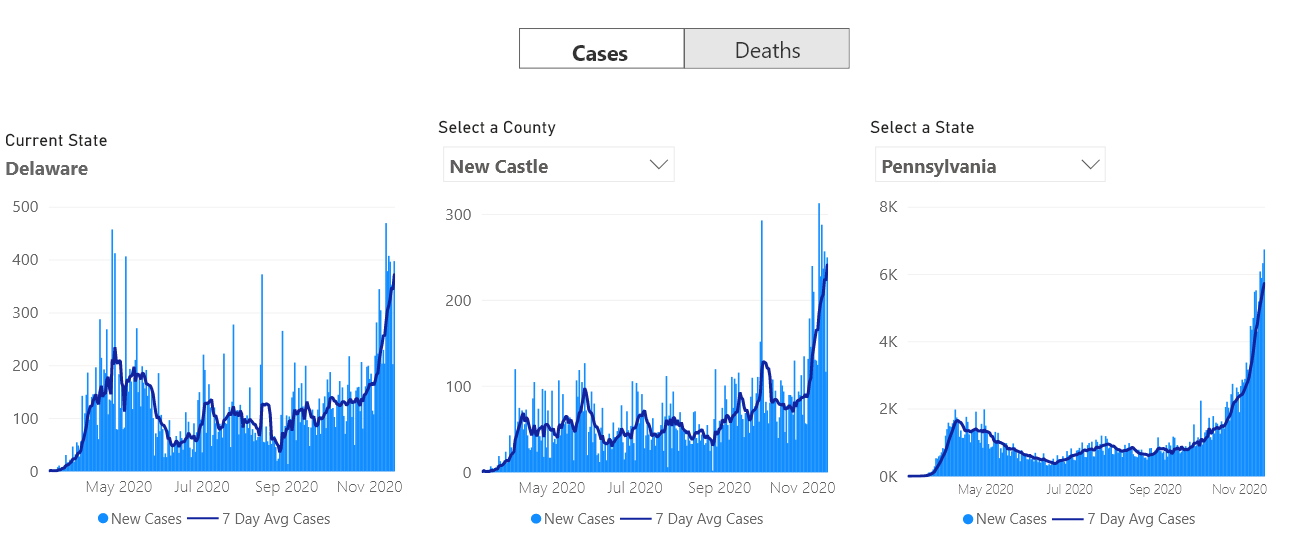 Cases Deaths
Current State
Delaware
500
400
300
200
100
0
May 2020 Jul 2020 Sep 2020 Nov 2020
New Cases 7 Day Avg Cases
Select a County
New Castle
300
200
100
0
May 2020 Jul 2020 Sep 2020 Nov 2020
New Cases 7 Day Avg Cases
Select a State
Pennsylvania
8K
6K
4K
2K
0K
May 2020 Jul 2020 Sep 2020 Nov 2020
New Cases 7 Day Avg Cases